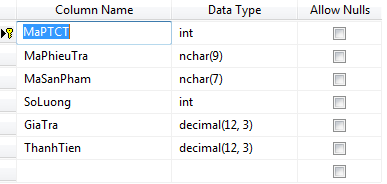 Column Name Data Type Allow Nulls
MaPTCT int
MaPhieuTra nchar(9)
MaSanPham nchar(7)
SoLuong int
GiaTra decimal(12, 3)
ThanhTien decimal(12, 3)